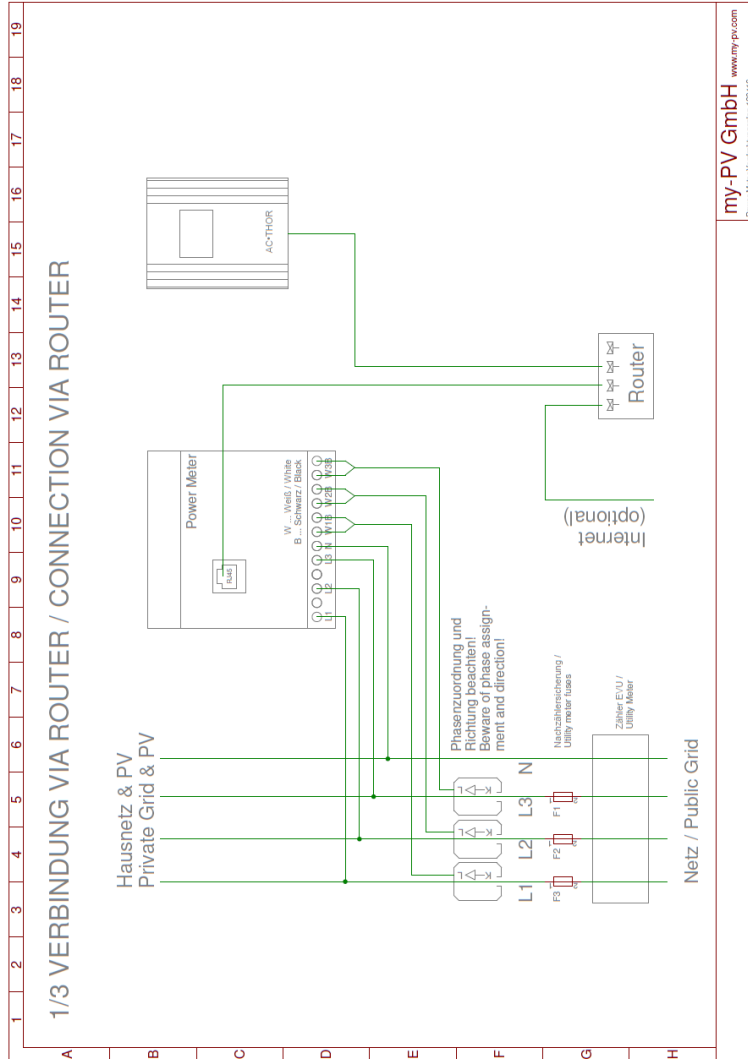 1/3 VERBINDUNG VIA ROUTER / CONNECTION VIA ROUTER
1 2 3 4 5 6 7 8 9 10 11 12 13 14 15 16 17 18 19
A
B
C
D
E
F
G
H
Hausnetz & PV
Private Grid & PV
Power Meter
RJ45
W ... Weiß / White
B ... Schwarz / Black
L1 L2 L3 N W1B W2B W3B
AC•THOR
Phasenzuordnung und
Richtung beachten!
Beware of phase assign-
ment and direction!
L1 L2 L3 N
Nachzählersicherung /
Utility meter fuses
F3 F2 F1
Zähler EVU /
Utility Meter
Netz / Public Grid
Internet
(optional)
Router
my-PV GmbH www.my-pv.com